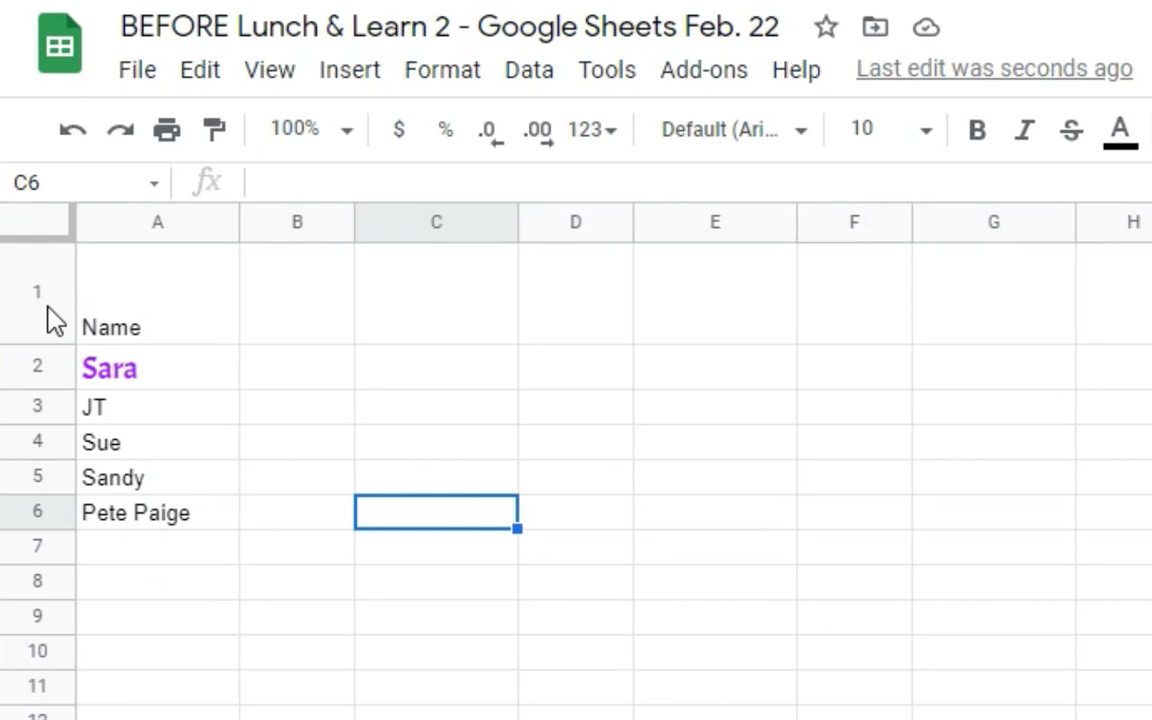 BEFORE Lunch & Learn 2 - Google Sheets Feb. 22
File Edit View Insert Format Data Tools Add-ons Help Last edit was seconds ago
100% $ % .0 .00 123 Default (Ari... 10 B I S A
C6 fx
A B C D E F G H
1 Name
2 Sara
3 JT
4 Sue
5 Sandy
6 Pete Paige
7
8
9
10
11
12